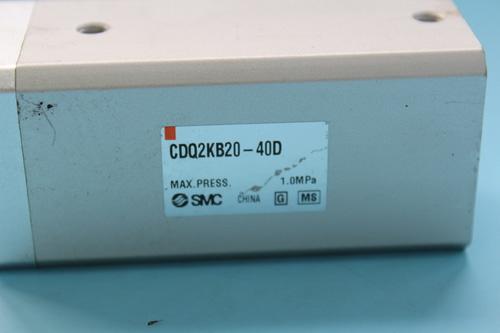 CDQ2KB20-40D
MAX. PRESS. 1.0MPa
SMC CHINA G MS